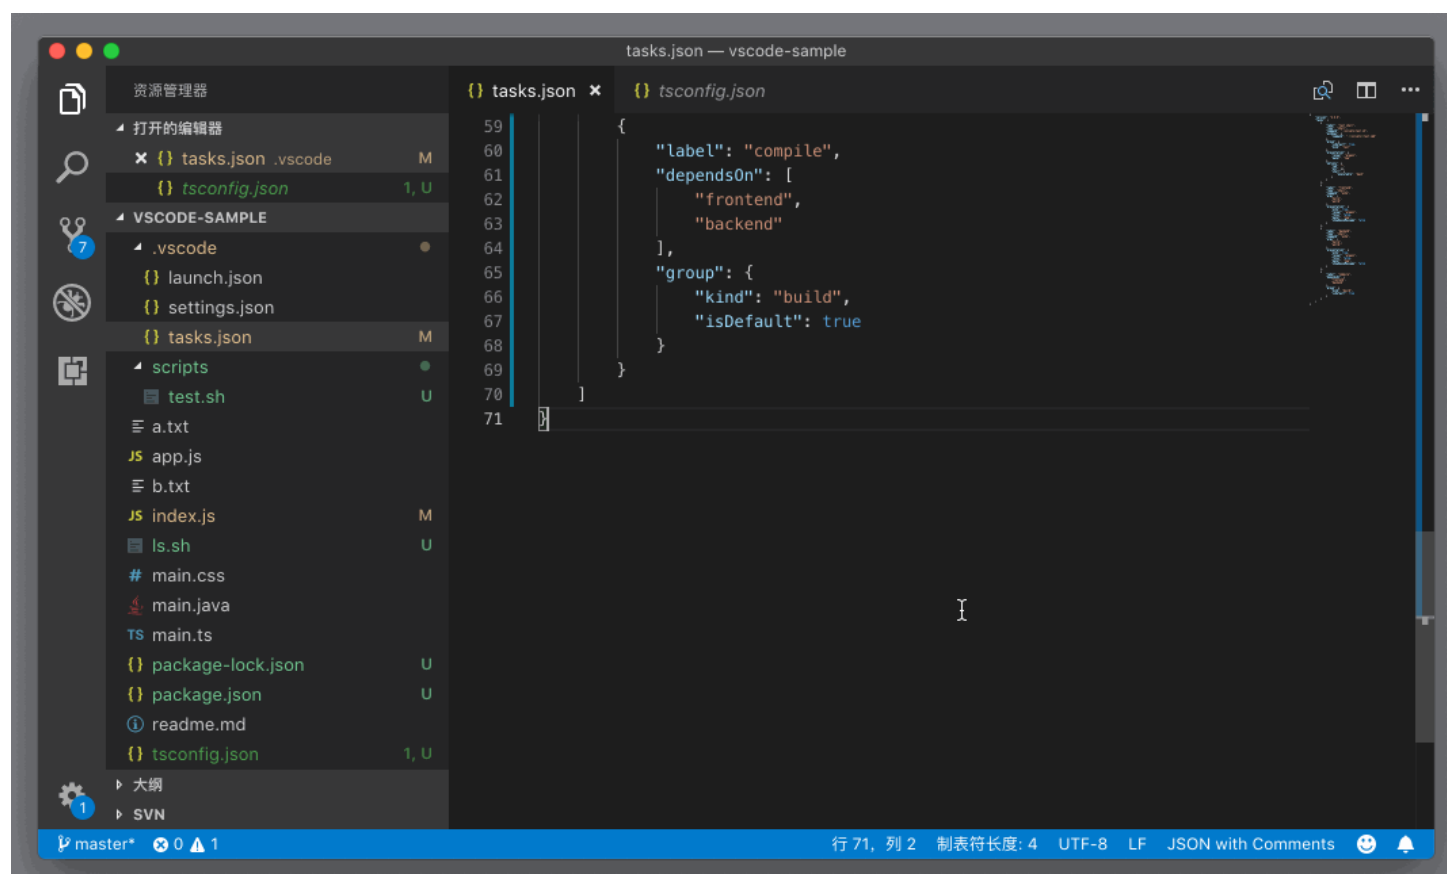 tasks.json — vscode-sample
资源管理器
打开的编辑器
{} tasks.json .vscode M
{} tsconfig.json 1, U
VSCODE-SAMPLE
.vscode
{} launch.json
{} settings.json
{} tasks.json M
scripts
test.sh U
a.txt
JS app.js
b.txt
JS index.js M
ls.sh U
# main.css
main.java
TS main.ts
{} package-lock.json U
{} package.json U
readme.md
{} tsconfig.json 1, U
大纲
SVN
7
1
{} tasks.json × {} tsconfig.json
59 {
60 "label": "compile",
61 "dependsOn": [
62 "frontend",
63 "backend"
64 ],
65 "group": {
66 "kind": "build",
67 "isDefault": true
68 }
69 }
70 ]
71 }
master* 0 1 行 71, 列 2 制表符长度: 4 UTF-8 LF JSON with Comments